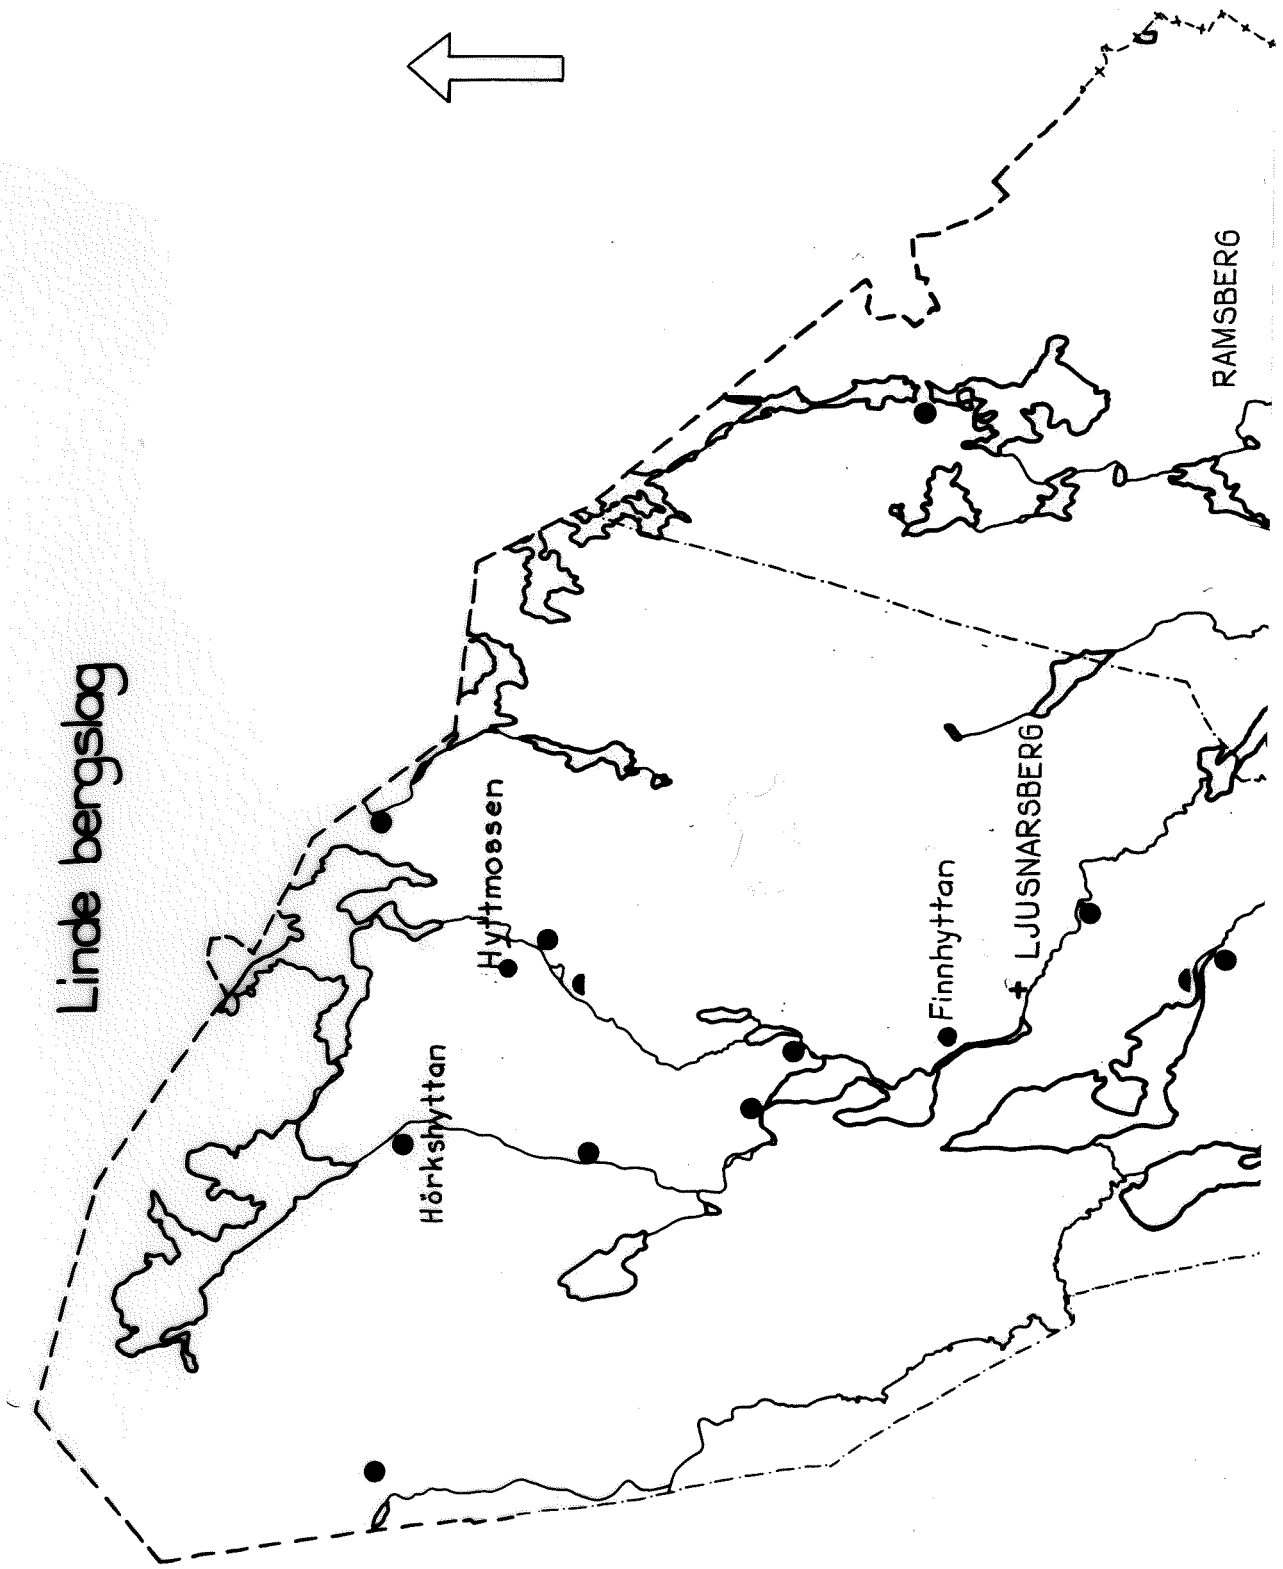 Linde bergslag
Hörkshyttan
Hyttmossen
Finnhyttan
LJUSNARSBERG
RAMSBERG